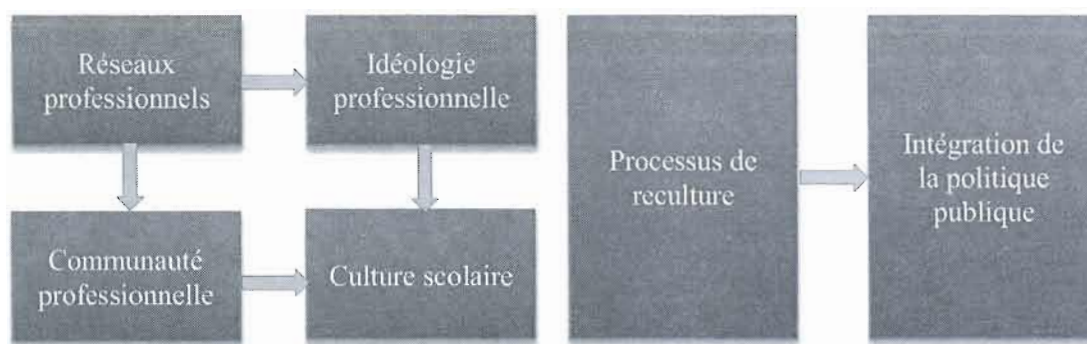 Réseaux
professionnels
Idéologie
professionnelle
Communauté
professionnelle
Culture scolaire
Processus de
reculture
Intégration de
la politique
publique